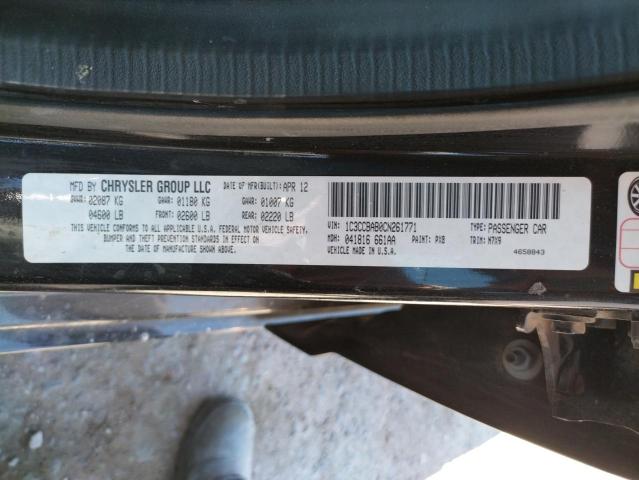 MFD BY CHRYSLER GROUP LLC DATE OF MFR(BUILT): APR 12
GVWR: 02087 KG GAWR: 01180 KG GAWR: 01007 KG
04600 LB FRONT: 02600 LB REAR: 02220 LB
THIS VEHICLE CONFORMS TO ALL APPLICABLE U.S.A. FEDERAL MOTOR VEHICLE SAFETY,
BUMPER AND THEFT PREVENTION STANDARDS IN EFFECT ON
THE DATE OF MANUFACTURE SHOWN ABOVE.
VIN: 1C3CCBAB0CN261771 TYPE: PASSENGER CAR
MDH: 041816 661AA PAINT: PX8 TRIM: N7X9
VEHICLE MADE IN U.S.A. 4658843